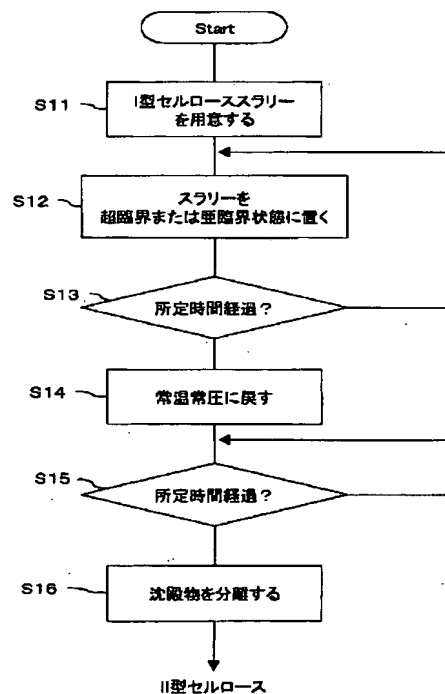 Start
S11
I型セルローススラリー
を用意する
S12
スラリーを
超臨界または亜臨界状態に置く
S13
所定時間経過?
S14
常温常圧に戻す
S15
所定時間経過?
S16
沈殿物を分離する
II型セルロース